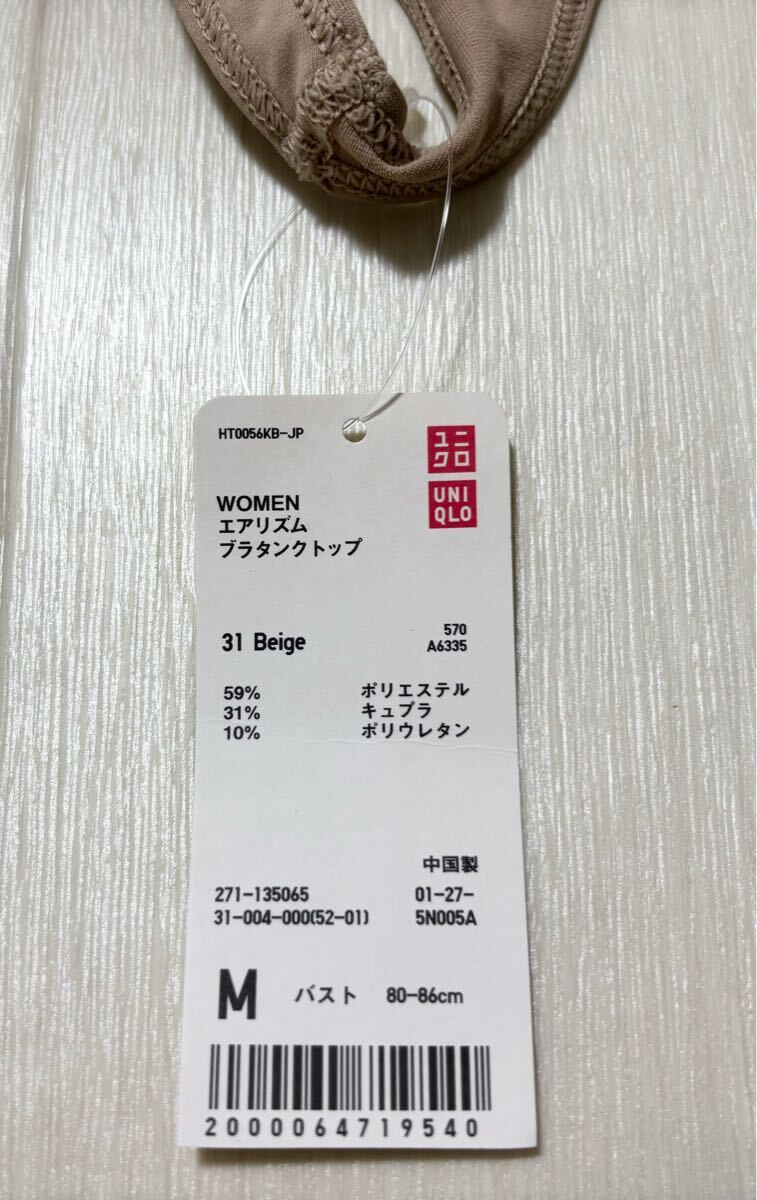 HT0056KB-JP
ユニ
クロ
UNI
QLO
WOMEN
エアリズム
ブラタンクトップ
31 Beige
570
A6335
59% ポリエステル
31% キュプラ
10% ポリウレタン
中国製
271-135065 01-27-
31-004-000(52-01) 5N005A
M バスト 80-86cm
2000064719540